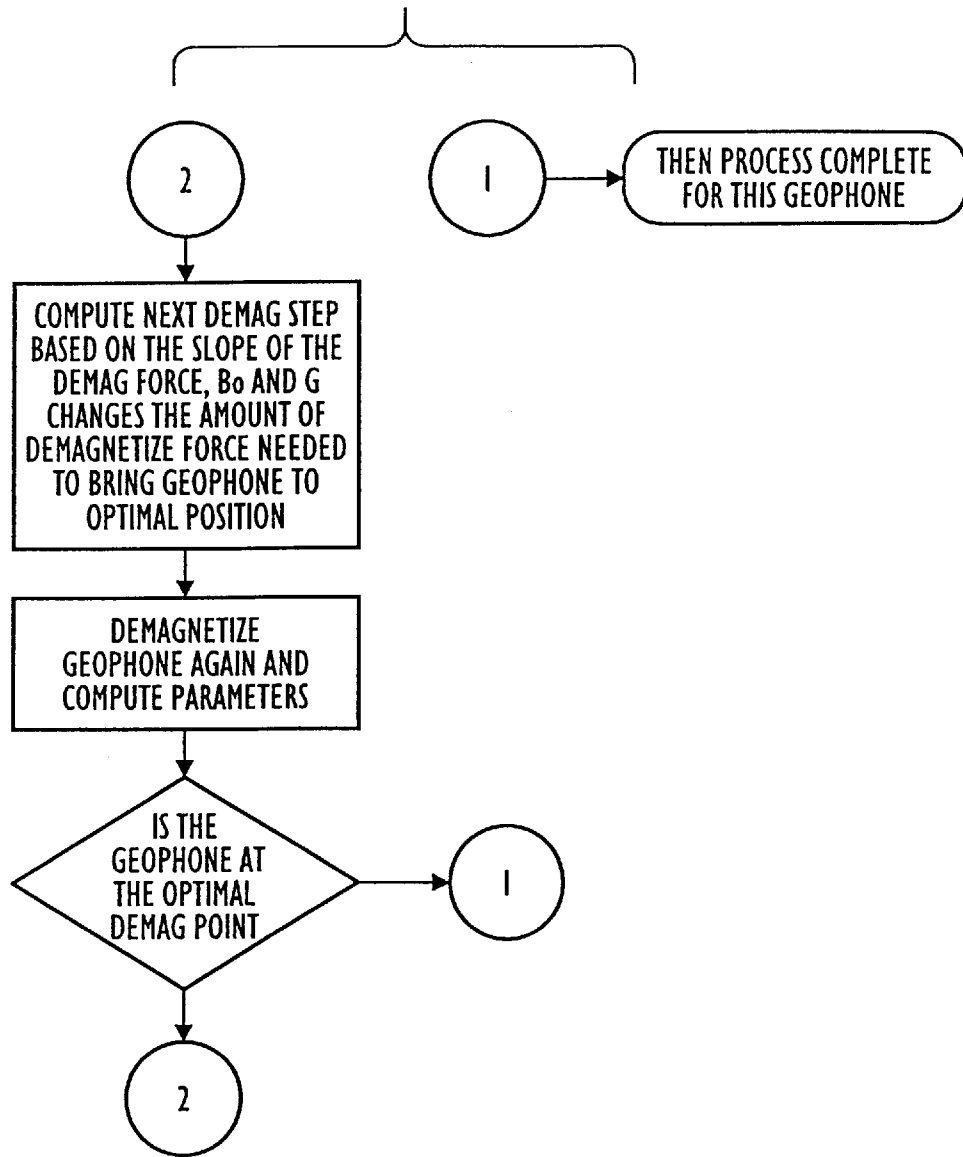 2
1
THEN PROCESS COMPLETE
FOR THIS GEOPHONE
COMPUTE NEXT DEMAG STEP
BASED ON THE SLOPE OF THE
DEMAG FORCE, Bo AND G
CHANGES THE AMOUNT OF
DEMAGNETIZE FORCE NEEDED
TO BRING GEOPHONE TO
OPTIMAL POSITION
DEMAGNETIZE
GEOPHONE AGAIN AND
COMPUTE PARAMETERS
IS THE
GEOPHONE AT
THE OPTIMAL
DEMAG POINT
1
2